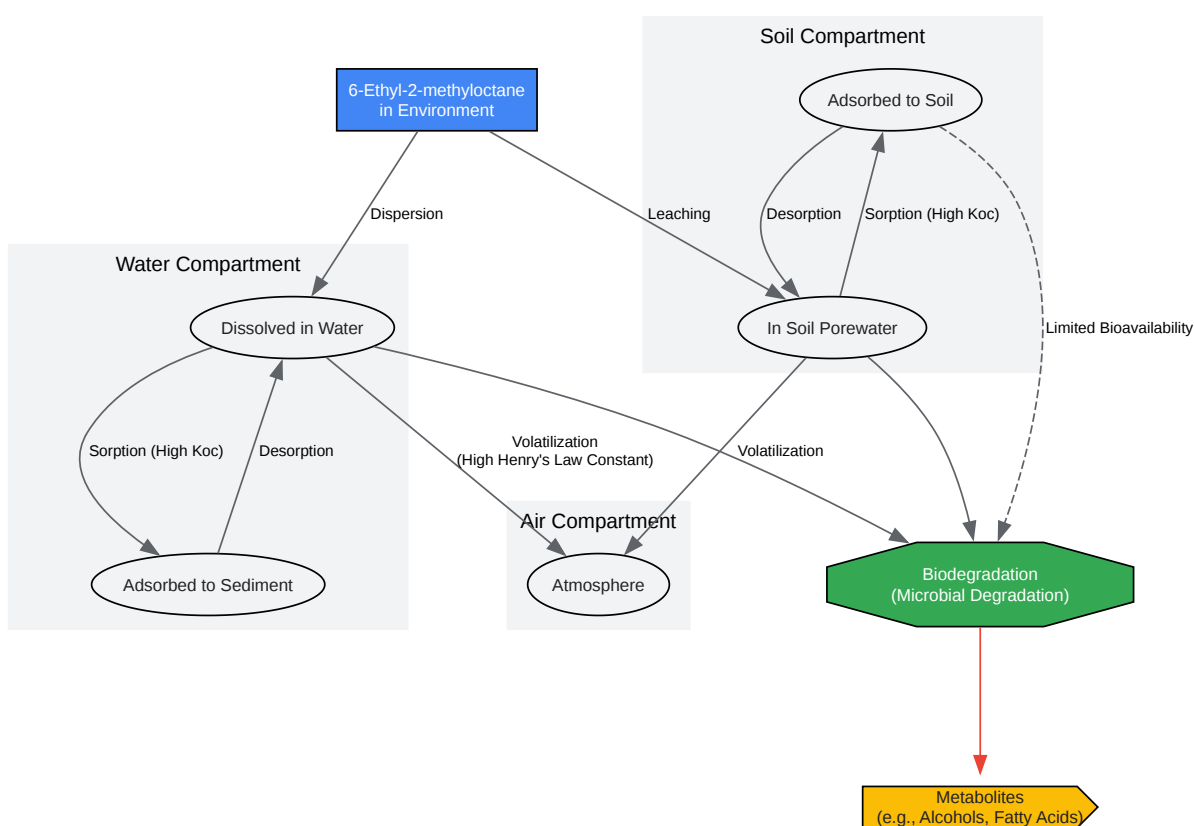 Soil Compartment
6-Ethyl-2-methyloctane
in Environment
Adsorbed to Soil
Dispersion
Leaching
Desorption
Sorption (High Koc)
Water Compartment
Dissolved in Water
In Soil Porewater
Limited Bioavailability
Sorption (High Koc)
Desorption
Volatilization
(High Henry's Law Constant)
Volatilization
Air Compartment
Adsorbed to Sediment
Atmosphere
Biodegradation
(Microbial Degradation)
Metabolites
(e.g., Alcohols, Fatty Acids)